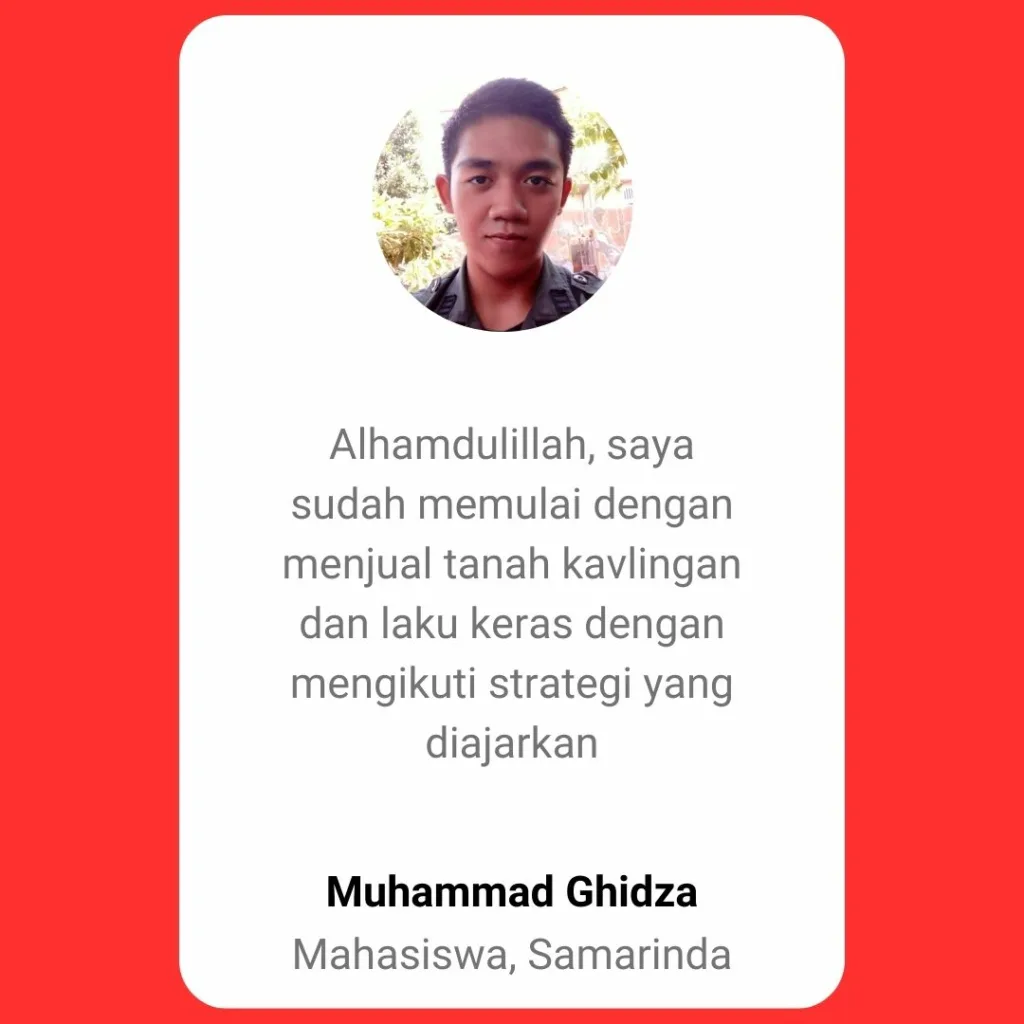 Alhamdulillah, saya
sudah memulai dengan
menjual tanah kavlingan
dan laku keras dengan
mengikuti strategi yang
diajarkan
Muhammad Ghidza
Mahasiswa, Samarinda